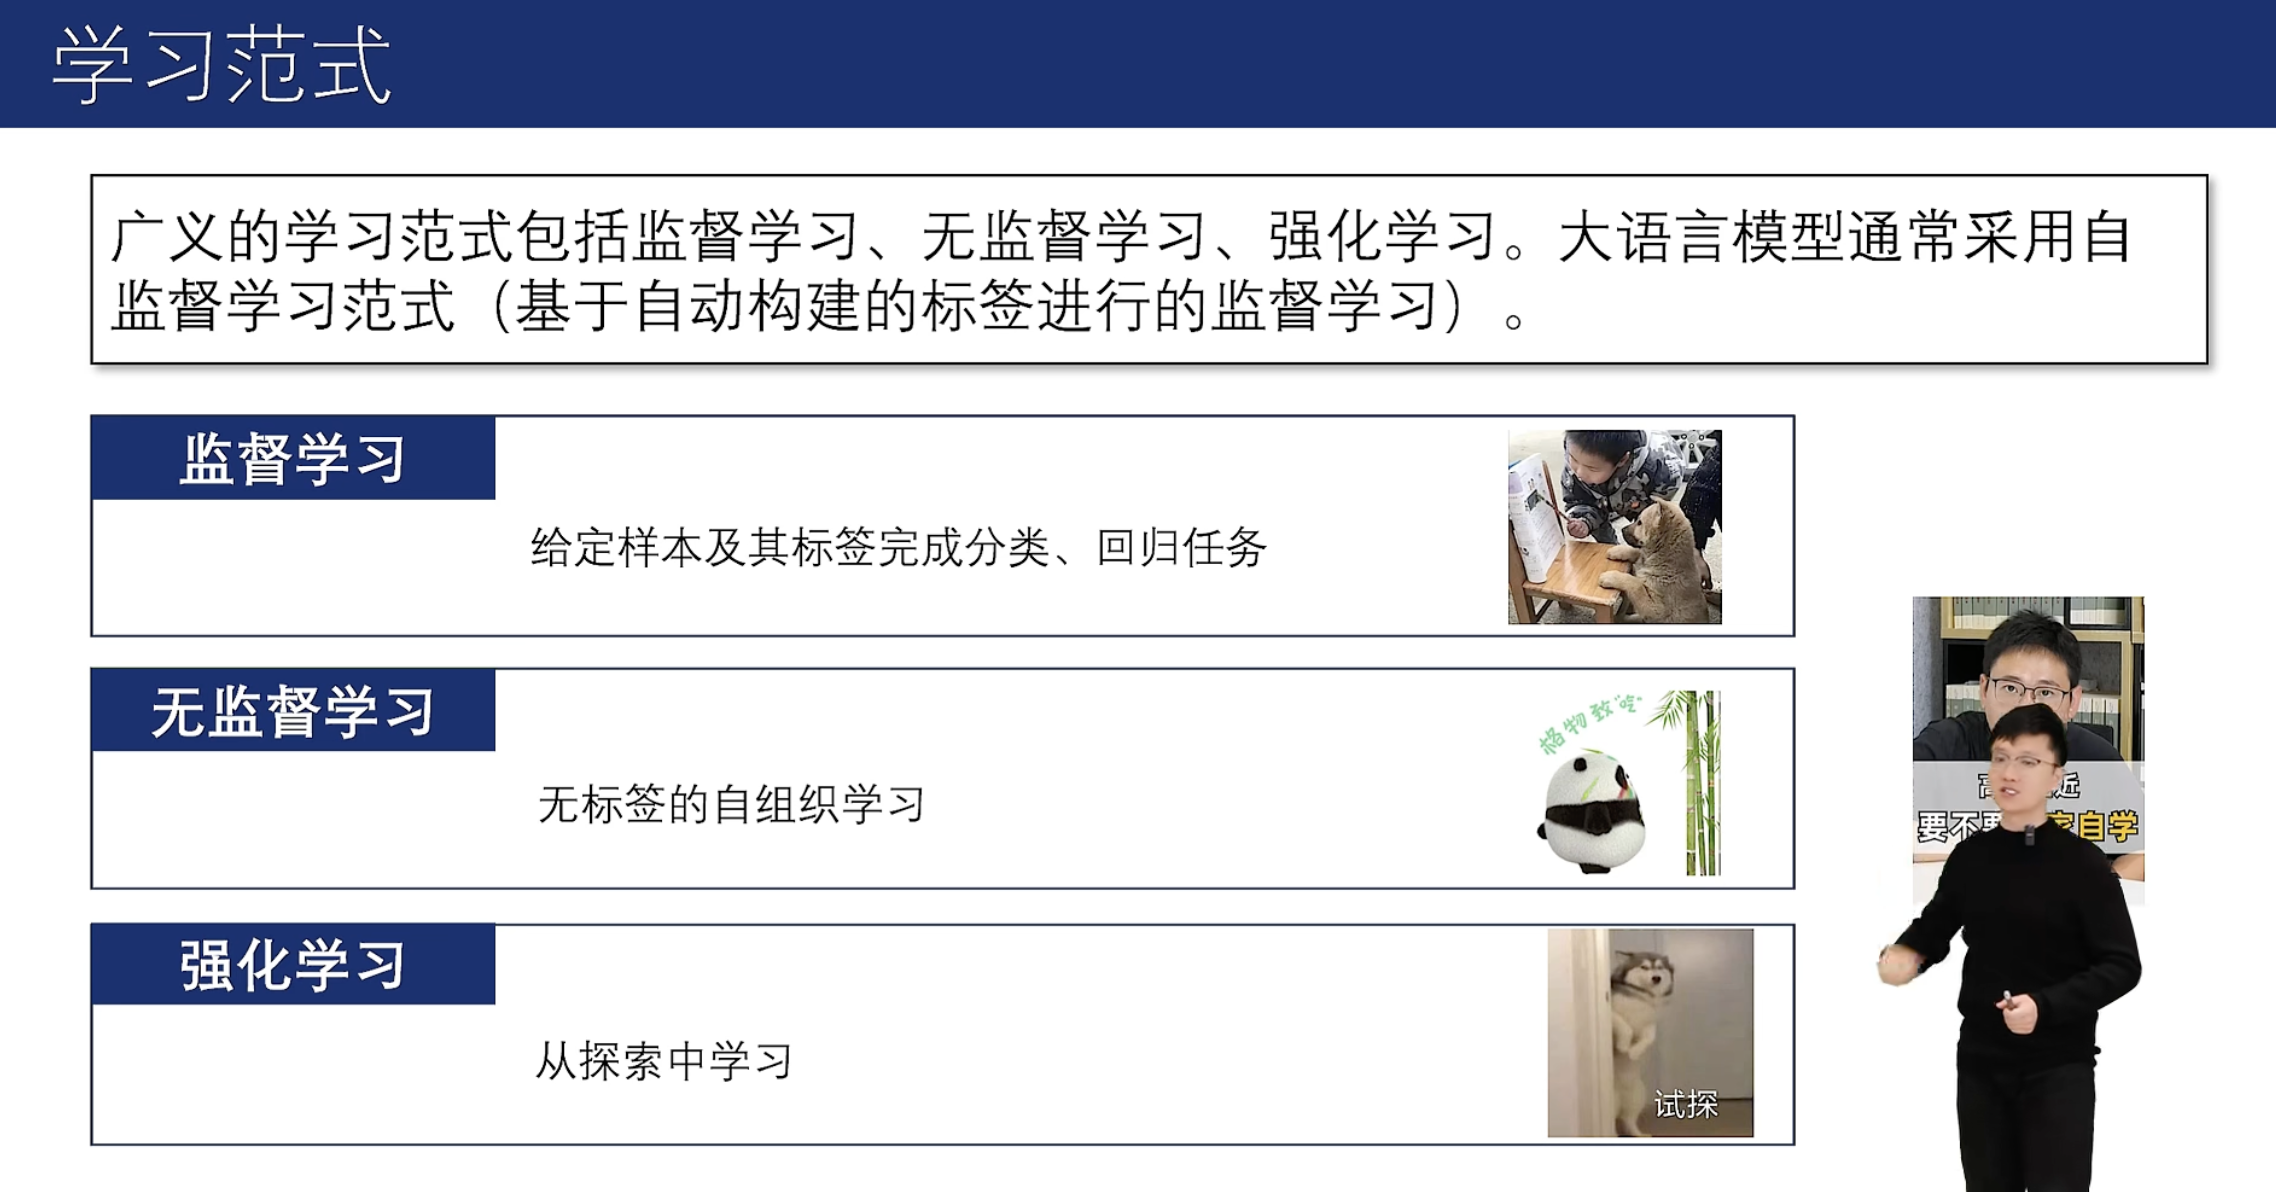 学习范式
广义的学习范式包括监督学习、无监督学习、强化学习。大语言模型通常采用自
监督学习范式（基于自动构建的标签进行的监督学习）。
监督学习
给定样本及其标签完成分类、回归任务
无监督学习
无标签的自组织学习
格物致"吃"
强化学习
从探索中学习
试探
近
要不要
自学